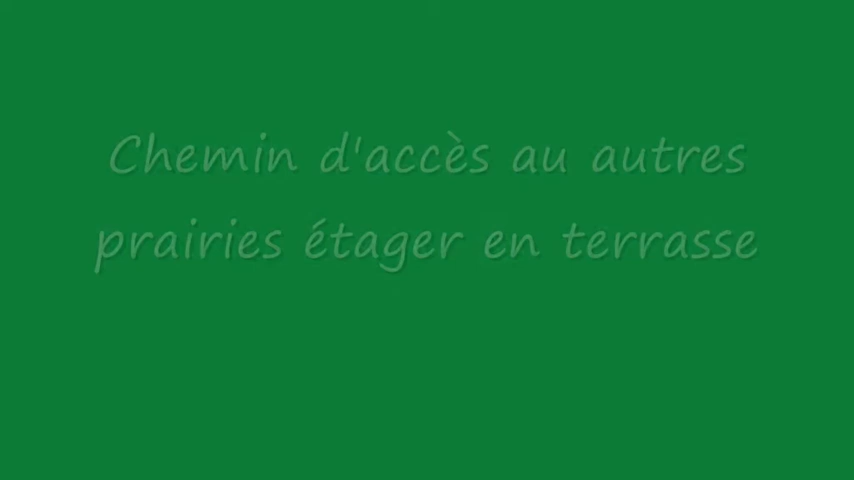 Chemin d'accès au autres
prairies étager en terrasse